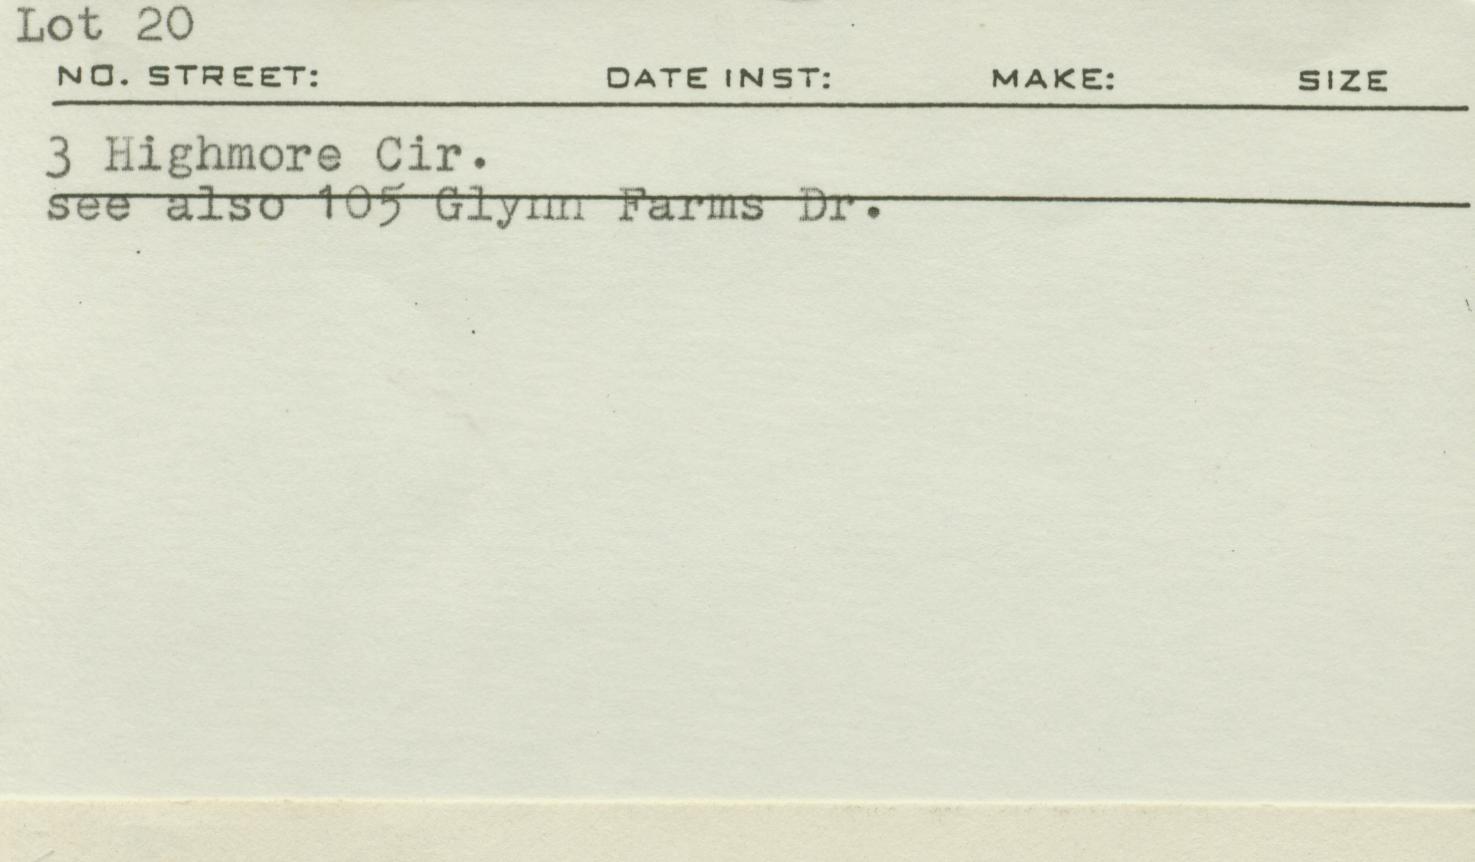 Lot 20
NO. STREET: DATE INST: MAKE: SIZE
3 Highmore Cir.
see also 105 Glynn Farms Dr.